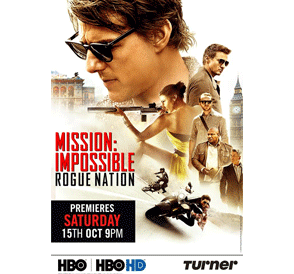 MISSION:
IMPOSSIBLE
ROGUE NATION
PREMIERES
SATURDAY
15TH OCT 9PM
HBO HBO HD turner